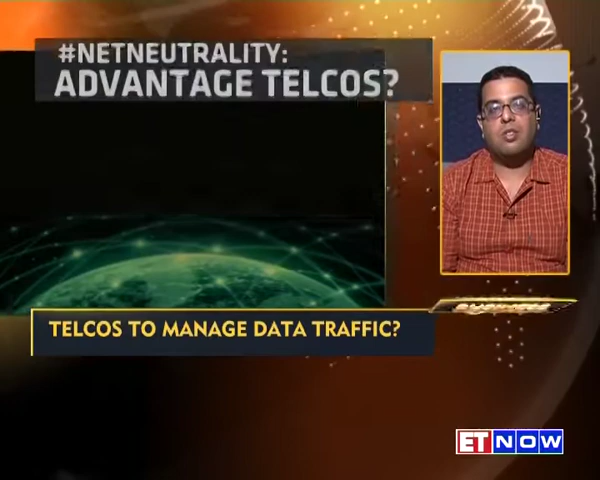 #NETNEUTRALITY:
ADVANTAGE TELCOS?
TELCOS TO MANAGE DATA TRAFFIC?
ET NOW